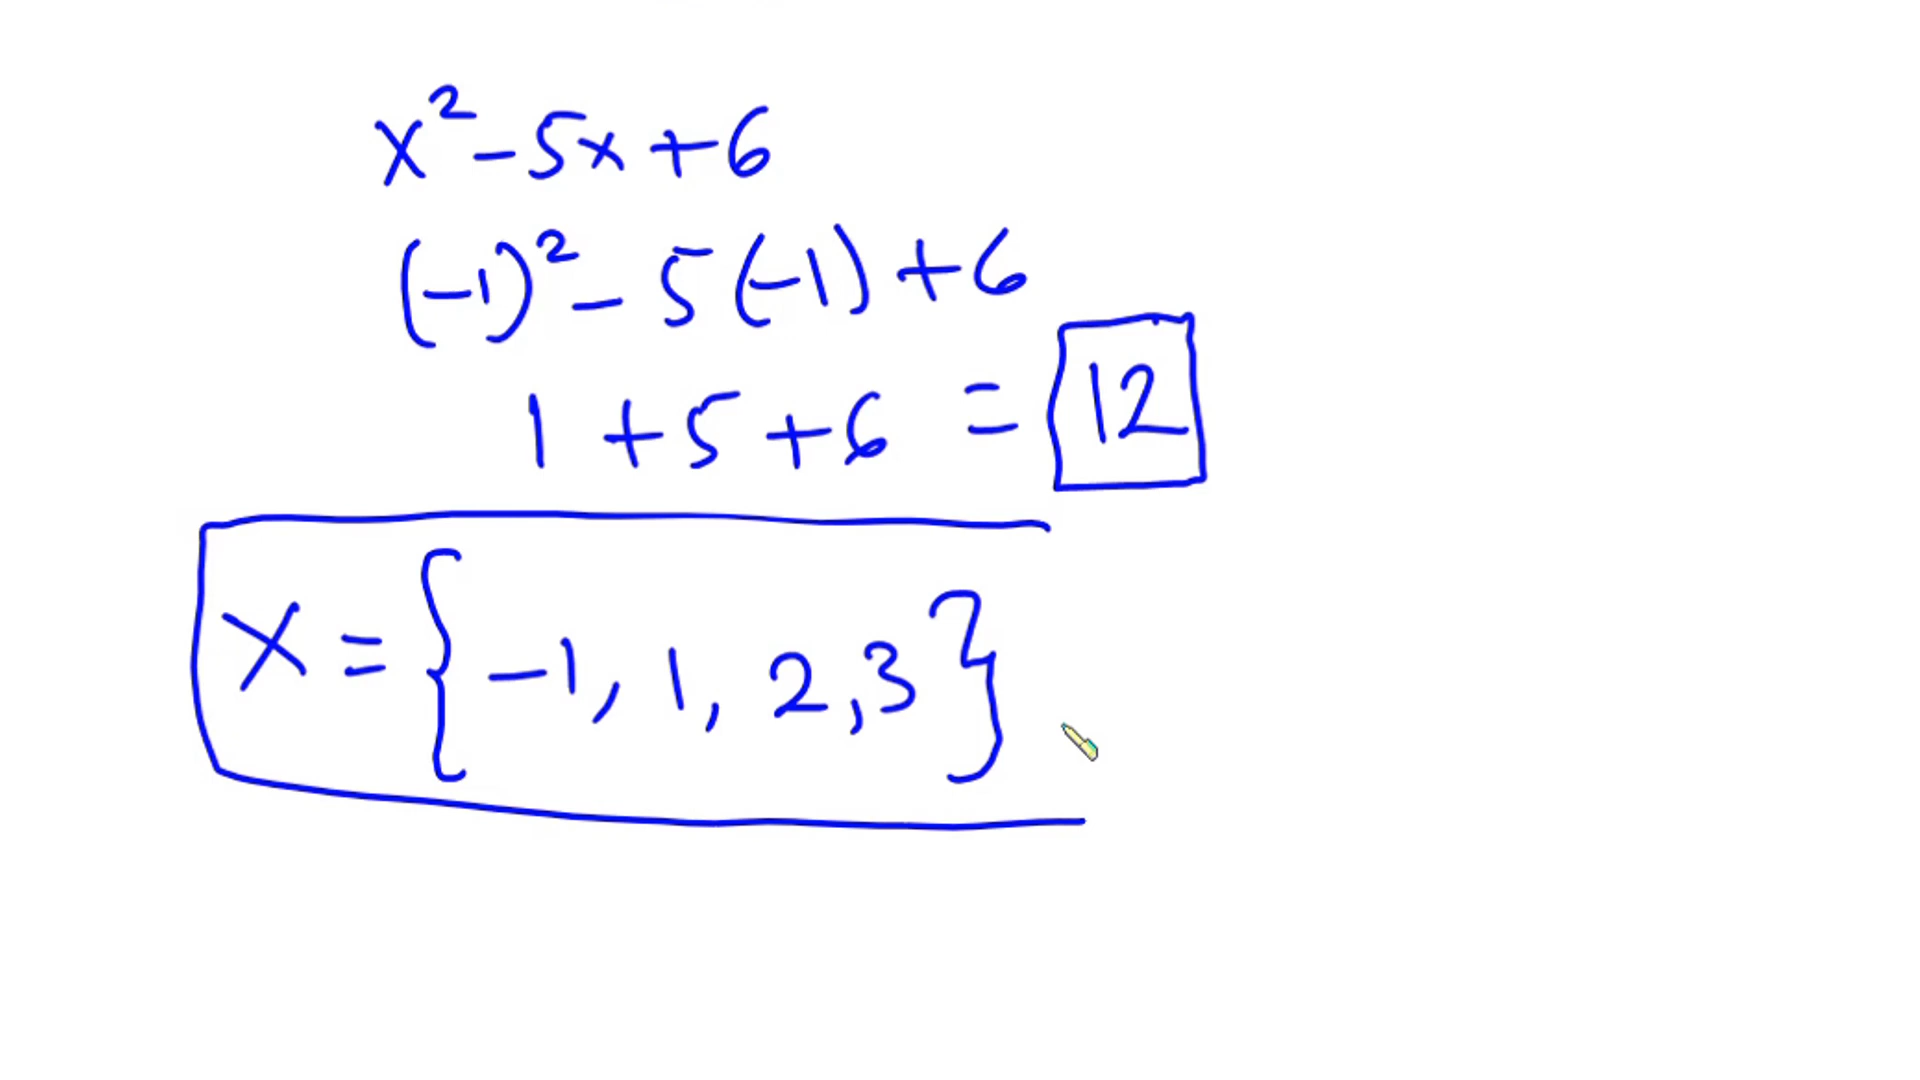 x² - 5x + 6
(-1)² - 5(-1) + 6
1 + 5 + 6 = 12
x = {-1, 1, 2, 3}